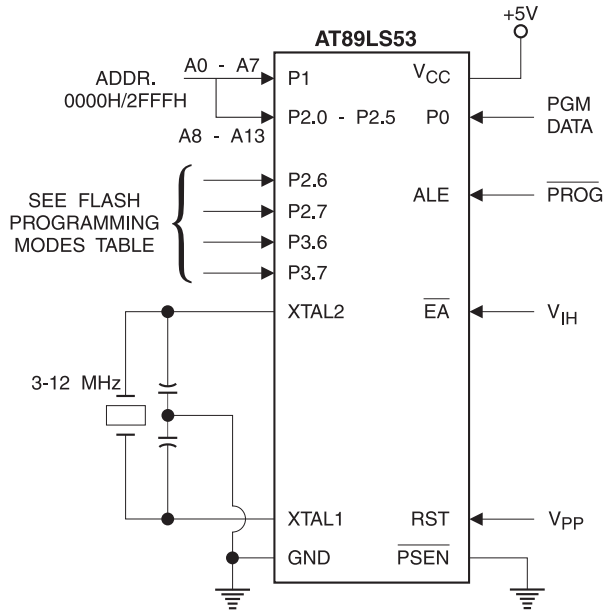 +5V
AT89LS53
A0 - A7
ADDR.
0000H/2FFFH
P1
VCC
P2.0 - P2.5
P0
PGM
DATA
A8 - A13
SEE FLASH
PROGRAMMING
MODES TABLE
P2.6
P2.7
P3.6
P3.7
ALE
PROG
XTAL2
EA
VIH
3-12 MHz
XTAL1
RST
VPP
GND
PSEN